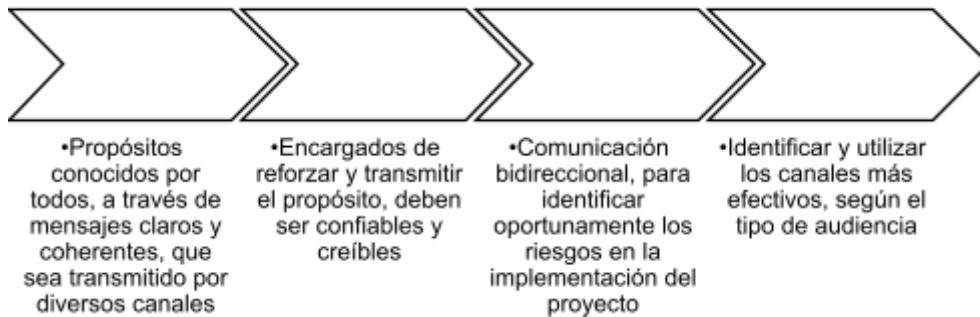 •Propósitos
conocidos por
todos, a través de
mensajes claros y
coherentes, que
sea transmitido por
diversos canales
•Encargados de
reforzar y transmitir
el propósito, deben
ser confiables y
creíbles
•Comunicación
bidireccional, para
identificar
oportunamente los
riesgos en la
implementación del
proyecto
•Identificar y utilizar
los canales más
efectivos, según el
tipo de audiencia